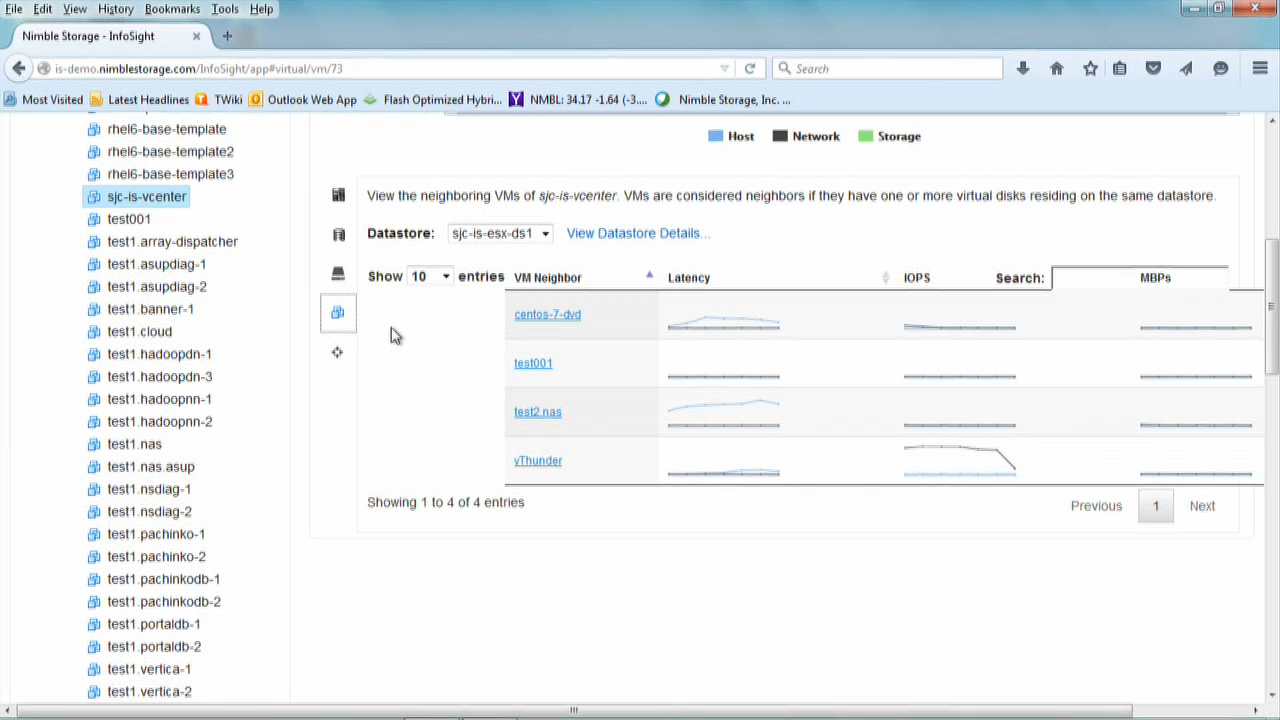 File Edit View History Bookmarks Tools Help
Nimble Storage - InfoSight
is-demo.nimblestorage.com/InfoSight/app#virtual/vm/73 Search
Most Visited Latest Headlines TWiki Outlook Web App Flash Optimized Hybri... NMBL: 34.17 -1.64 (-3.... Nimble Storage, Inc. ...
rhel6-base-template
rhel6-base-template2
rhel6-base-template3
sjc-is-vcenter
test001
test1.array-dispatcher
test1.asupdiag-1
test1.asupdiag-2
test1.banner-1
test1.cloud
test1.hadoopdn-1
test1.hadoopdn-3
test1.hadoopnn-1
test1.hadoopnn-2
test1.nas
test1.nas.asup
test1.nsdiag-1
test1.nsdiag-2
test1.pachinko-1
test1.pachinko-2
test1.pachinkodb-1
test1.pachinkodb-2
test1.portaldb-1
test1.portaldb-2
test1.vertica-1
test1.vertica-2
Host Network Storage
View the neighboring VMs of sjc-is-vcenter. VMs are considered neighbors if they have one or more virtual disks residing on the same datastore.
Datastore: sjc-is-esx-ds1 View Datastore Details...
Show 10 entries VM Neighbor Latency IOPS Search: MBPs
centos-7-dvd
test001
test2.nas
vThunder
Showing 1 to 4 of 4 entries
Previous 1 Next